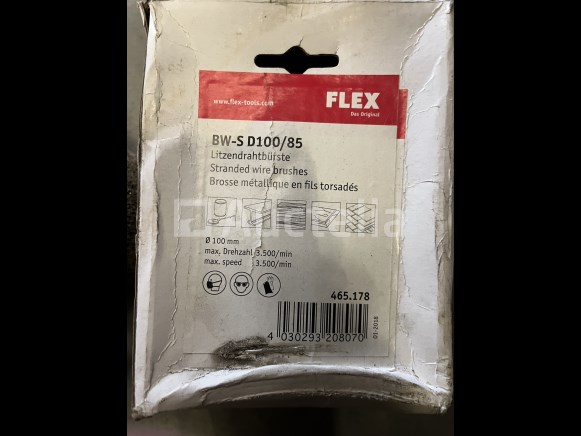 www.flex-tools.com
FLEX
Das Original
BW-S D100/85
Litzendrahtbürste
Stranded wire brushes
Brosse métallique en fils torsadés
Auctelia
Ø 100 mm
max. Drehzahl 3.500/min
max. speed 3.500/min
465.178
4 030293 208070
01-2018